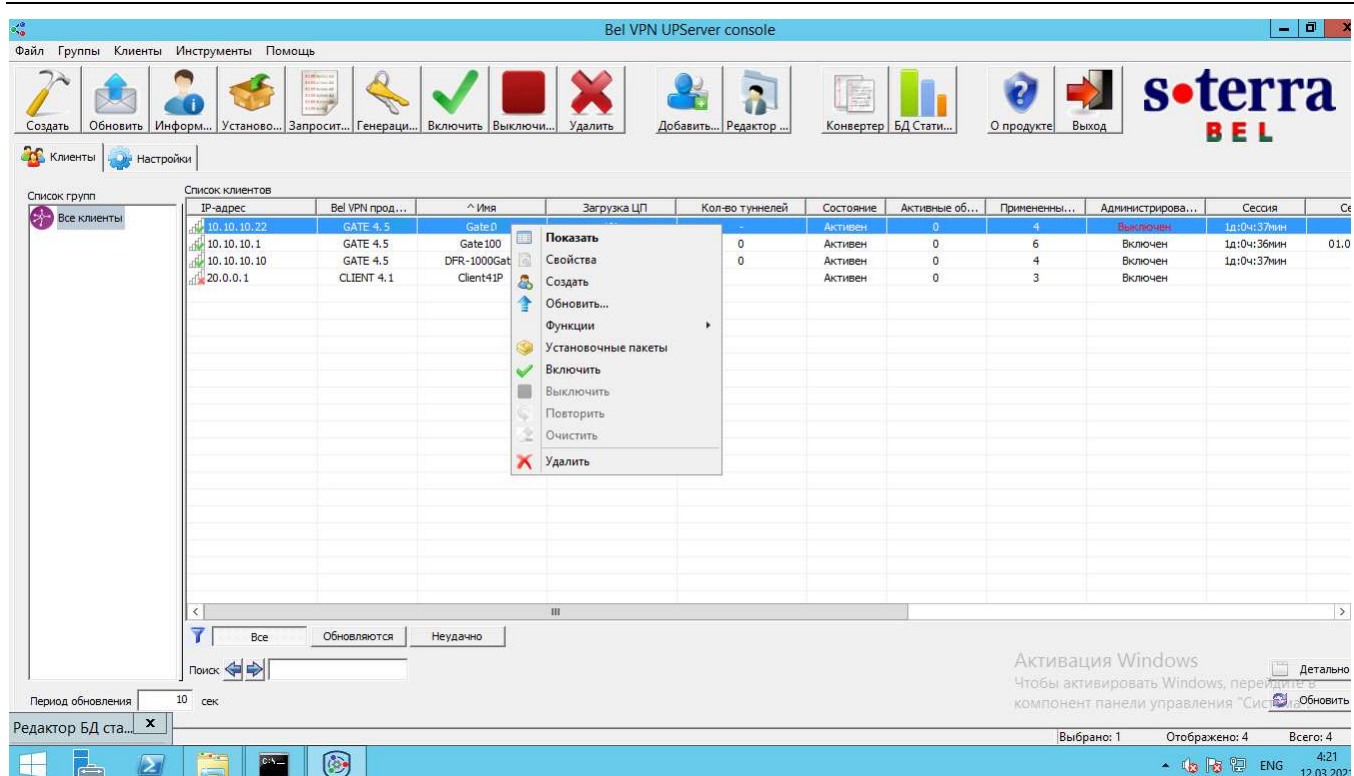 Bel VPN UPServer console
Файл Группы Клиенты Инструменты Помощь
Создать Обновить Информ... Установо... Запросит... Генераци... Включить Выключи... Удалить Добавить... Редактор ... Конвертер БД Стати... О продукте Выход
s•terra
BEL
Клиенты Настройки
Список групп
Все клиенты
Список клиентов
IP-адрес Bel VPN прод... ^ Имя Загрузка ЦП Кол-во туннелей Состояние Активные об... Примененны... Администрирова... Сессия Се
10.10.10.22 GATE 4.5 Gate0 - Активен 0 4 Выключен 1д:0ч:37мин
10.10.10.1 GATE 4.5 Gate100 0 Активен 0 6 Включен 1д:0ч:36мин 01.0
10.10.10.10 GATE 4.5 DFR-1000Gat 0 Активен 0 4 Включен 1д:0ч:37мин
20.0.0.1 CLIENT 4.1 Client41P Активен 0 3 Включен
Показать
Свойства
Создать
Обновить...
Функции
Установочные пакеты
Включить
Выключить
Повторить
Очистить
Удалить
Все Обновляются Неудачно
Поиск
Активация Windows
Чтобы активировать Windows, перейдите в
компонент панели управления "Система".
Детально
Обновить
Период обновления 10 сек
Редактор БД ста... X
Выбрано: 1 Отображено: 4 Всего: 4
C:\_
ENG
4:21
12.03.2021